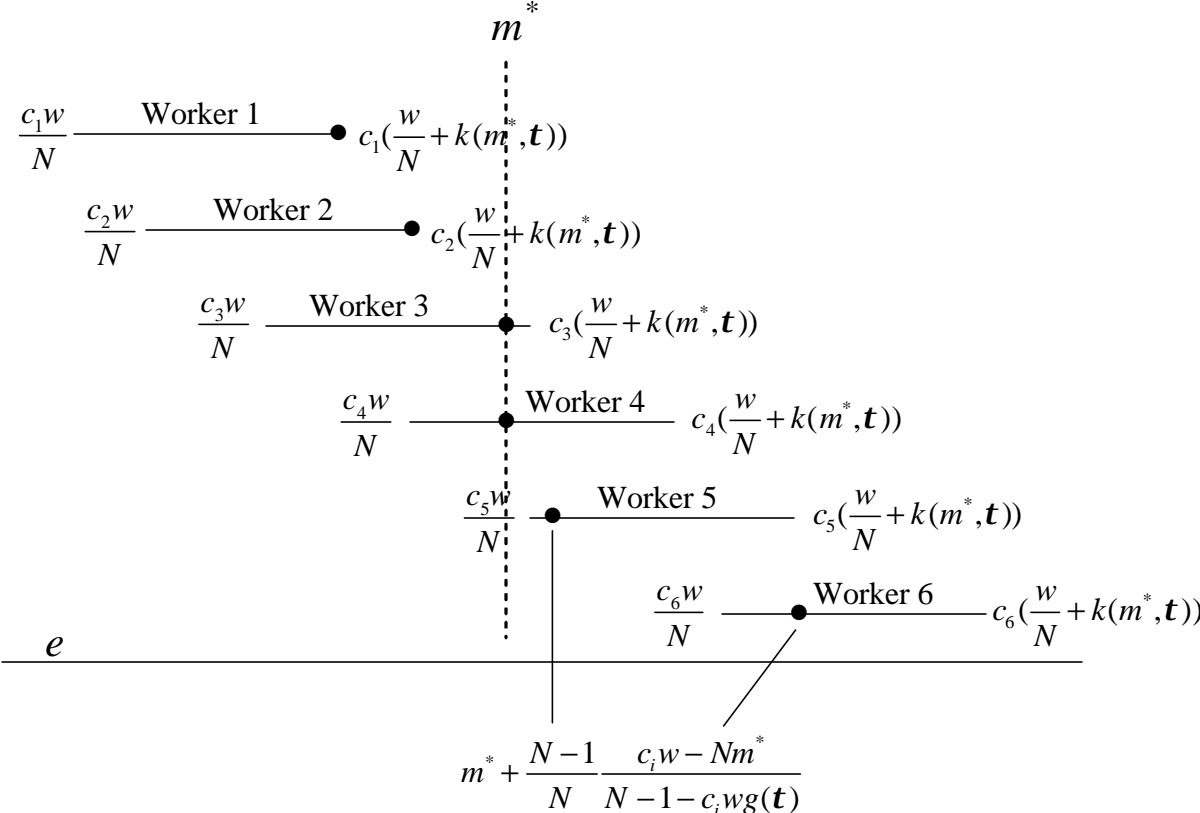 m*
c₁w/N Worker 1 c₁(w/N + k(m*,t))
c₂w/N Worker 2 c₂(w/N + k(m*,t))
c₃w/N Worker 3 c₃(w/N + k(m*,t))
c₄w/N Worker 4 c₄(w/N + k(m*,t))
c₅w/N Worker 5 c₅(w/N + k(m*,t))
c₆w/N Worker 6 c₆(w/N + k(m*,t))
e
m* + (N−1)/N (cᵢw − Nm*)/(N−1−cᵢwg(t))